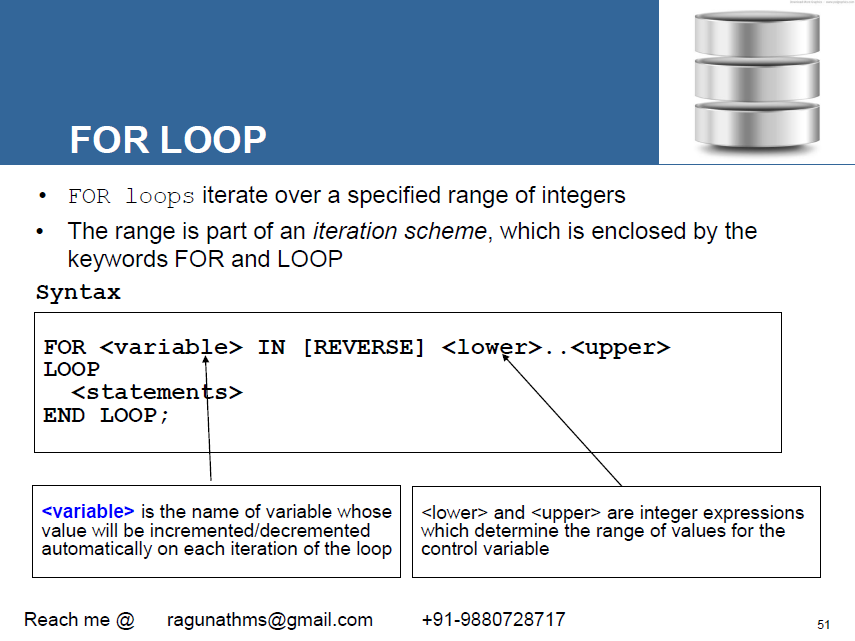 FOR LOOP
• FOR loops iterate over a specified range of integers
• The range is part of an iteration scheme, which is enclosed by the
keywords FOR and LOOP
Syntax
FOR <variable> IN [REVERSE] <lower>..<upper>
LOOP
<statements>
END LOOP;
<variable> is the name of variable whose
value will be incremented/decremented
automatically on each iteration of the loop
<lower> and <upper> are integer expressions
which determine the range of values for the
control variable
Reach me @ ragunathms@gmail.com +91-9880728717
51